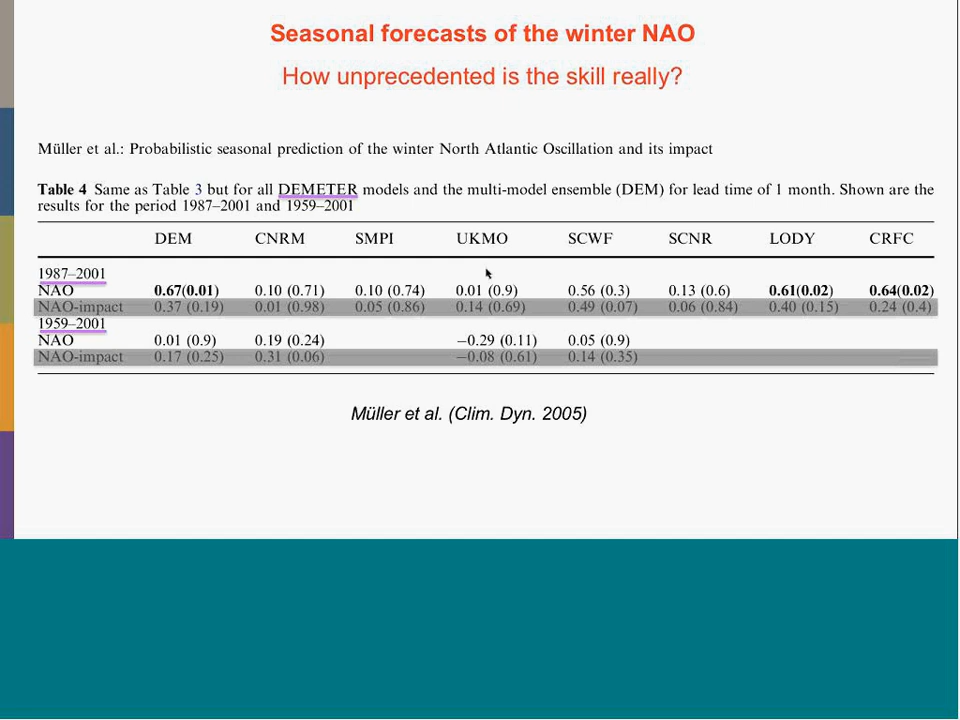 Seasonal forecasts of the winter NAO
How unprecedented is the skill really?
Müller et al.: Probabilistic seasonal prediction of the winter North Atlantic Oscillation and its impact
Table 4 Same as Table 3 but for all DEMETER models and the multi-model ensemble (DEM) for lead time of 1 month. Shown are the
results for the period 1987–2001 and 1959–2001
DEM CNRM SMPI UKMO SCWF SCNR LODY CRFC
1987–2001
NAO 0.67(0.01) 0.10 (0.71) 0.10 (0.74) 0.01 (0.9) 0.56 (0.3) 0.13 (0.6) 0.61(0.02) 0.64(0.02)
NAO-impact 0.37 (0.19) 0.01 (0.98) 0.05 (0.86) 0.14 (0.69) 0.49 (0.07) 0.06 (0.84) 0.40 (0.15) 0.24 (0.4)
1959–2001
NAO 0.01 (0.9) 0.19 (0.24) −0.29 (0.11) 0.05 (0.9)
NAO-impact 0.17 (0.25) 0.31 (0.06) −0.08 (0.61) 0.14 (0.35)
Müller et al. (Clim. Dyn. 2005)